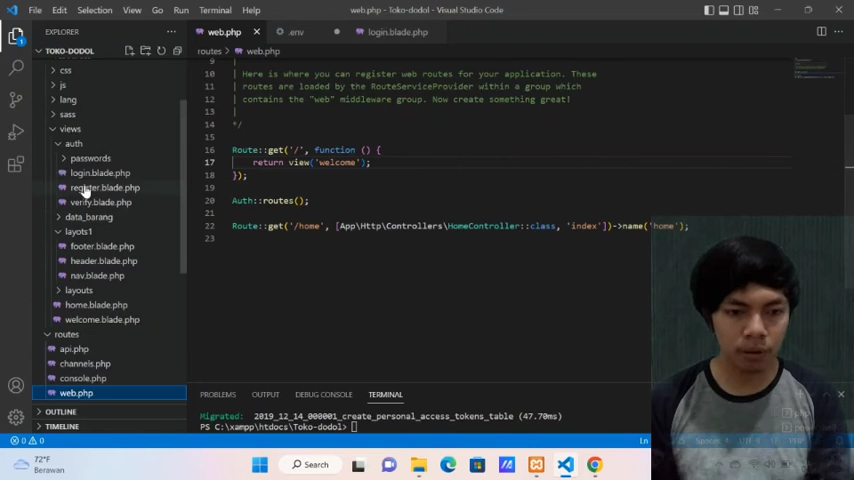 File Edit View Go Run Terminal Help
web.php - Toko-dodol - Visual Studio Code
EXPLORER
web.php
.env
login.blade.php
TOKO-DODOL
routes > web.php
css
js
lang
sass
views
auth
passwords
login.blade.php
register.blade.php
verify.blade.php
data_barang
layots1
footer.blade.php
header.blade.php
nav.blade.php
layouts
home.blade.php
welcome.blade.php
routes
api.php
channels.php
console.php
web.php
OUTLINE
TIMELINE
10 | Here is where you can register web routes for your application. These
11 | routes are loaded by the RouteServiceProvider within a group which
12 | contains the "web" middleware group. Now create something great!
13 |
14 */
15
16 Route::get('/', function () {
17 return view('welcome');
18 });
19
20 Auth::routes();
21
22 Route::get('/home', [App\Http\Controllers\HomeController::class, 'index'])->name('home');
23
PROBLEMS OUTPUT DEBUG CONSOLE TERMINAL
Migrated: 2019_12_14_000001_create_personal_access_tokens_table (47.70ms)
PS C:\xampp\htdocs\Toko-dodol>
php
0 0
Ln
72°F
Berawan
Search